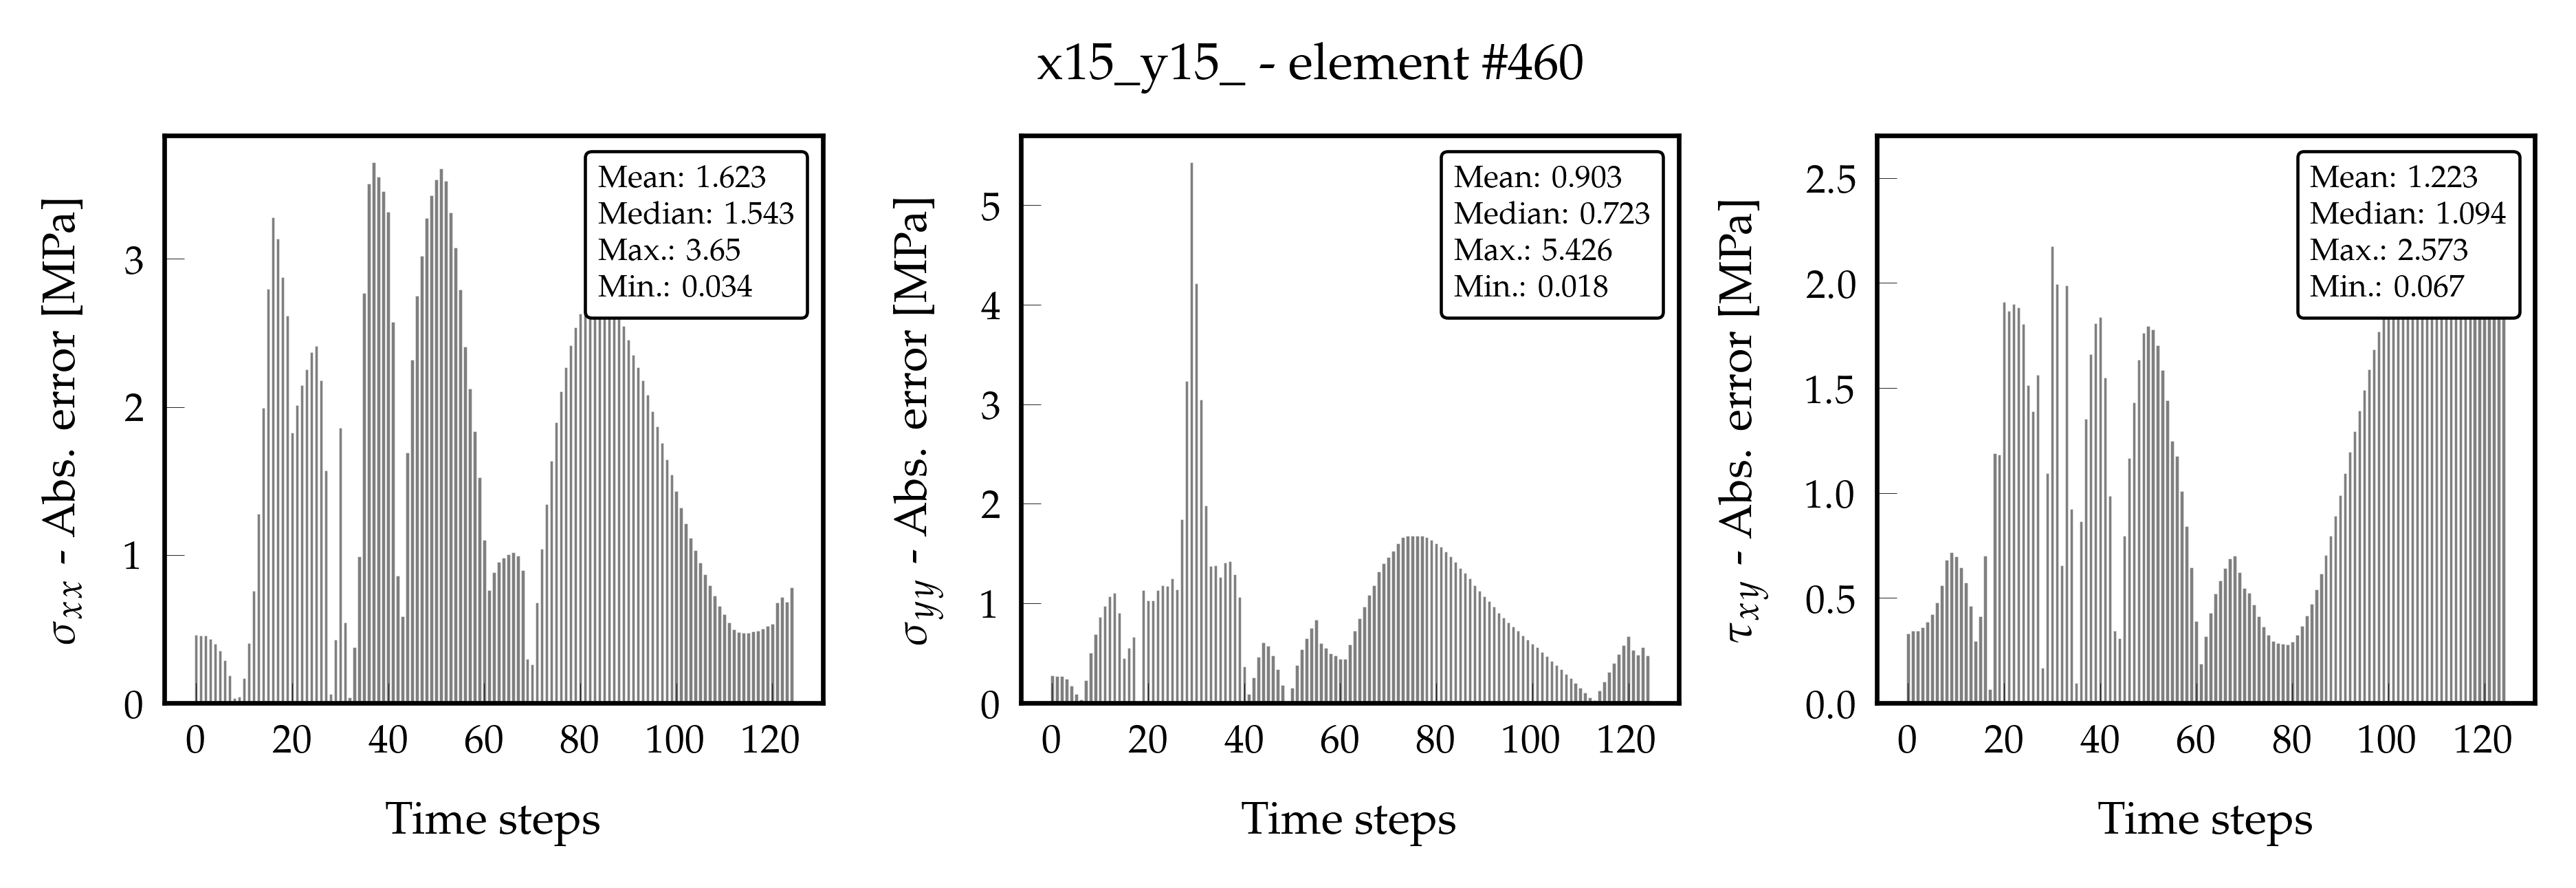 x15_y15_ - element #460
σxx - Abs. error [MPa]
3
2
1
0
0 20 40 60 80 100 120
Time steps
Mean: 1.623
Median: 1.543
Max.: 3.65
Min.: 0.034
σyy - Abs. error [MPa]
5
4
3
2
1
0
0 20 40 60 80 100 120
Time steps
Mean: 0.903
Median: 0.723
Max.: 5.426
Min.: 0.018
τxy - Abs. error [MPa]
2.5
2.0
1.5
1.0
0.5
0.0
0 20 40 60 80 100 120
Time steps
Mean: 1.223
Median: 1.094
Max.: 2.573
Min.: 0.067